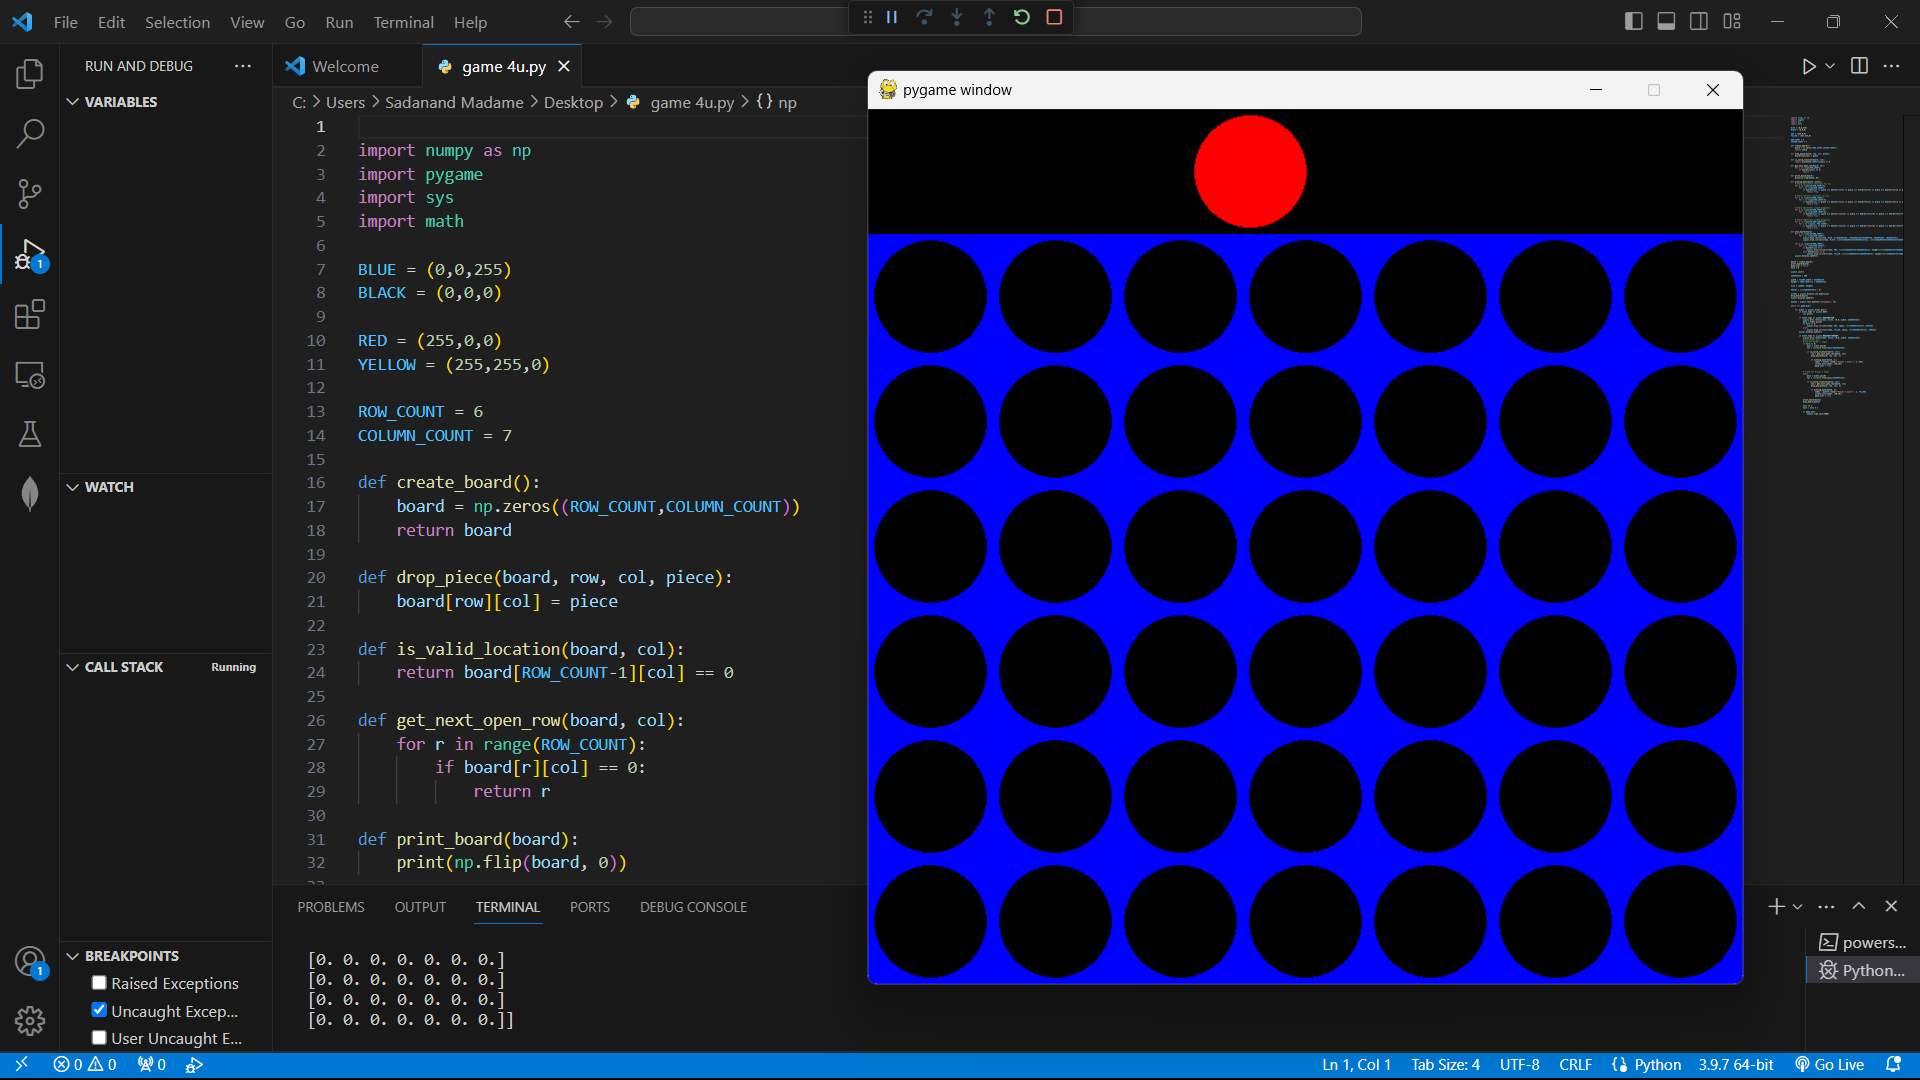 File Edit Selection View Go Run Terminal Help
RUN AND DEBUG
Welcome
game 4u.py
C: > Users > Sadanand Madame > Desktop > game 4u.py > {} np
VARIABLES
WATCH
CALL STACK Running
BREAKPOINTS
Raised Exceptions
Uncaught Excep...
User Uncaught E...
1
2 import numpy as np
3 import pygame
4 import sys
5 import math
6
7 BLUE = (0,0,255)
8 BLACK = (0,0,0)
9
10 RED = (255,0,0)
11 YELLOW = (255,255,0)
12
13 ROW_COUNT = 6
14 COLUMN_COUNT = 7
15
16 def create_board():
17 board = np.zeros((ROW_COUNT,COLUMN_COUNT))
18 return board
19
20 def drop_piece(board, row, col, piece):
21 board[row][col] = piece
22
23 def is_valid_location(board, col):
24 return board[ROW_COUNT-1][col] == 0
25
26 def get_next_open_row(board, col):
27 for r in range(ROW_COUNT):
28 if board[r][col] == 0:
29 return r
30
31 def print_board(board):
32 print(np.flip(board, 0))
pygame window
PROBLEMS OUTPUT TERMINAL PORTS DEBUG CONSOLE
[0. 0. 0. 0. 0. 0. 0.]
[0. 0. 0. 0. 0. 0. 0.]
[0. 0. 0. 0. 0. 0. 0.]
[0. 0. 0. 0. 0. 0. 0.]]
powers...
Python...
1
1
0 0 0
Ln 1, Col 1 Tab Size: 4 UTF-8 CRLF {} Python 3.9.7 64-bit Go Live